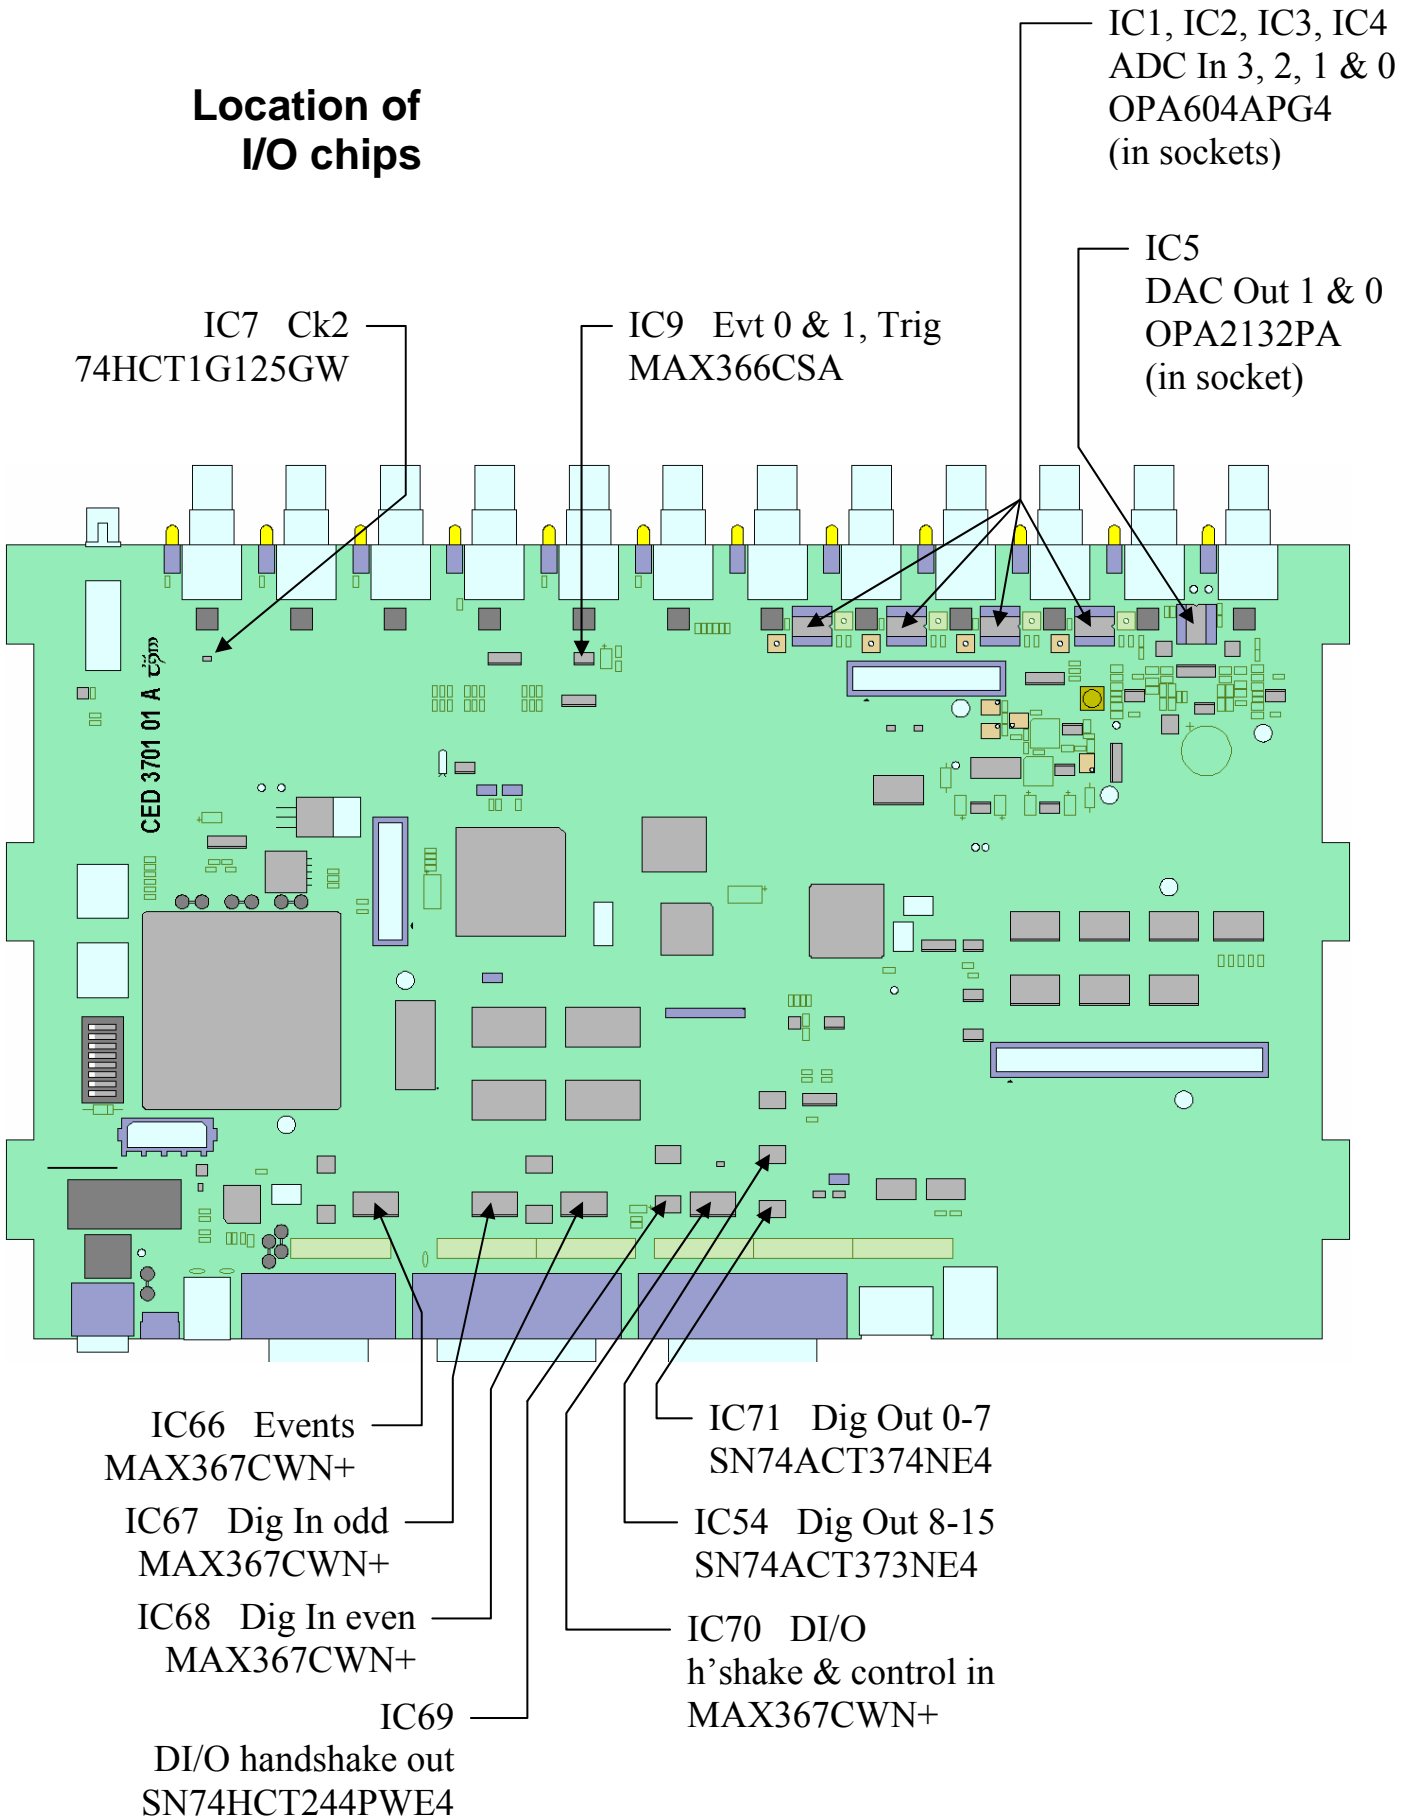 Location of
I/O chips
IC1, IC2, IC3, IC4
ADC In 3, 2, 1 & 0
OPA604APG4
(in sockets)
IC5
DAC Out 1 & 0
OPA2132PA
(in socket)
IC7 Ck2
74HCT1G125GW
IC9 Evt 0 & 1, Trig
MAX366CSA
CED 3701 01 A
IC66 Events
MAX367CWN+
IC67 Dig In odd
MAX367CWN+
IC68 Dig In even
MAX367CWN+
IC69
DI/O handshake out
SN74HCT244PWE4
IC71 Dig Out 0-7
SN74ACT374NE4
IC54 Dig Out 8-15
SN74ACT373NE4
IC70 DI/O
h’shake & control in
MAX367CWN+